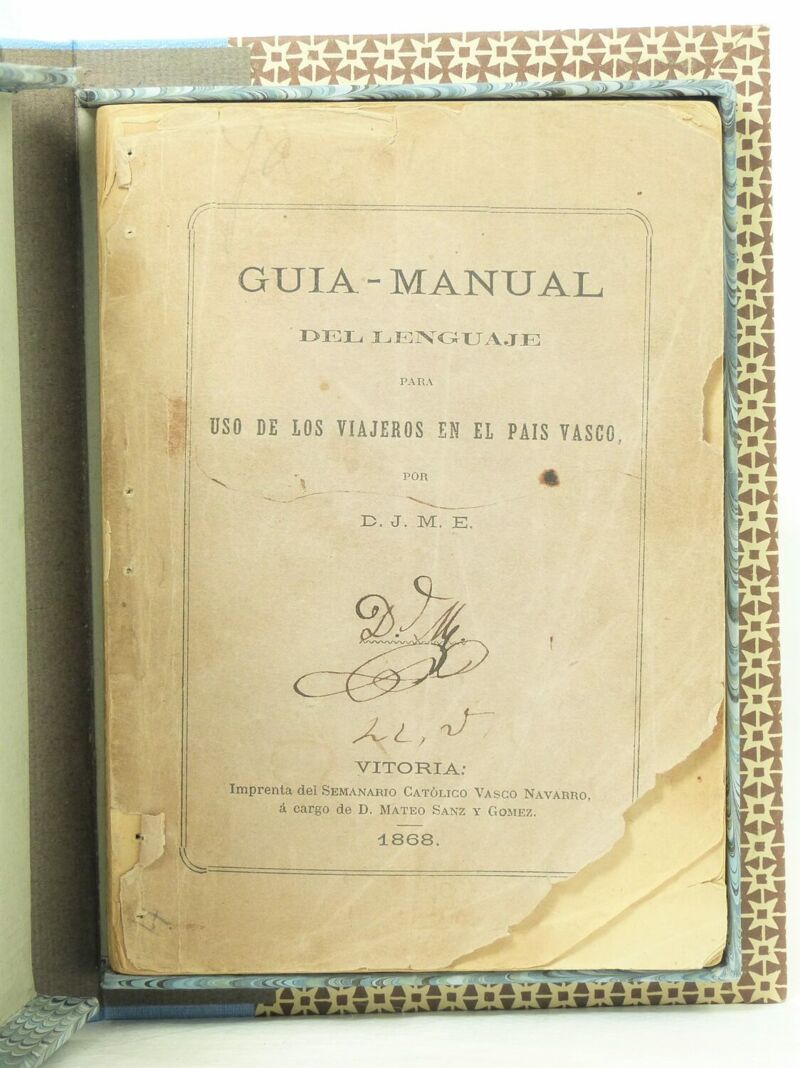 GUIA - MANUAL
DEL LENGUAJE
PARA
USO DE LOS VIAJEROS EN EL PAIS VASCO,
POR
D. J. M. E.
D. M.
VITORIA:
Imprenta del SEMANARIO CATÓLICO VASCO NAVARRO,
á cargo de D. MATEO SANZ Y GOMEZ.
1868.